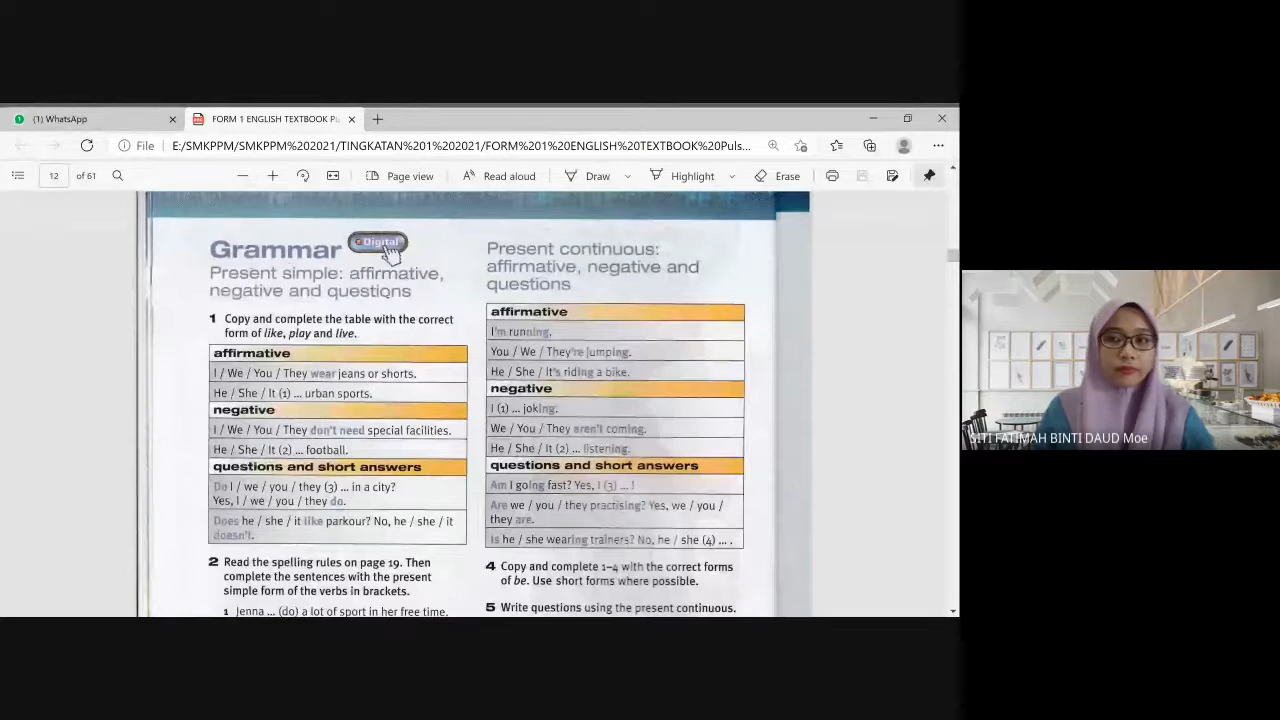 (1) WhatsApp
FORM 1 ENGLISH TEXTBOOK Pu
File
E:/SMKPPM/SMKPPM%202021/TINGKATAN%201%202021/FORM%201%20ENGLISH%20TEXTBOOK%20Puls...
12 of 61
Page view
Read aloud
Draw
Highlight
Erase
Grammar Digital
Present simple: affirmative,
negative and questions
1 Copy and complete the table with the correct
form of like, play and live.
affirmative
I / We / You / They wear jeans or shorts.
He / She / It (1) ... urban sports.
negative
I / We / You / They don't need special facilities.
He / She / It (2) ... football.
questions and short answers
Do I / we / you / they (3) ... in a city?
Yes, I / we / you / they do.
Does he / she / it like parkour? No, he / she / it
doesn't.
2 Read the spelling rules on page 19. Then
complete the sentences with the present
simple form of the verbs in brackets.
1 Jenna ... (do) a lot of sport in her free time.
Present continuous:
affirmative, negative and
questions
affirmative
I'm running.
You / We / They're jumping.
He / She / It's riding a bike.
negative
I (1) ... joking.
We / You / They aren't coming.
He / She / It (2) ... listening.
questions and short answers
Am I going fast? Yes, I (3) ... !
Are we / you / they practising? Yes, we / you /
they are.
Is he / she wearing trainers? No, he / she (4) ... .
4 Copy and complete 1–4 with the correct forms
of be. Use short forms where possible.
5 Write questions using the present continuous.
SITI FATIMAH BINTI DAUD Moe